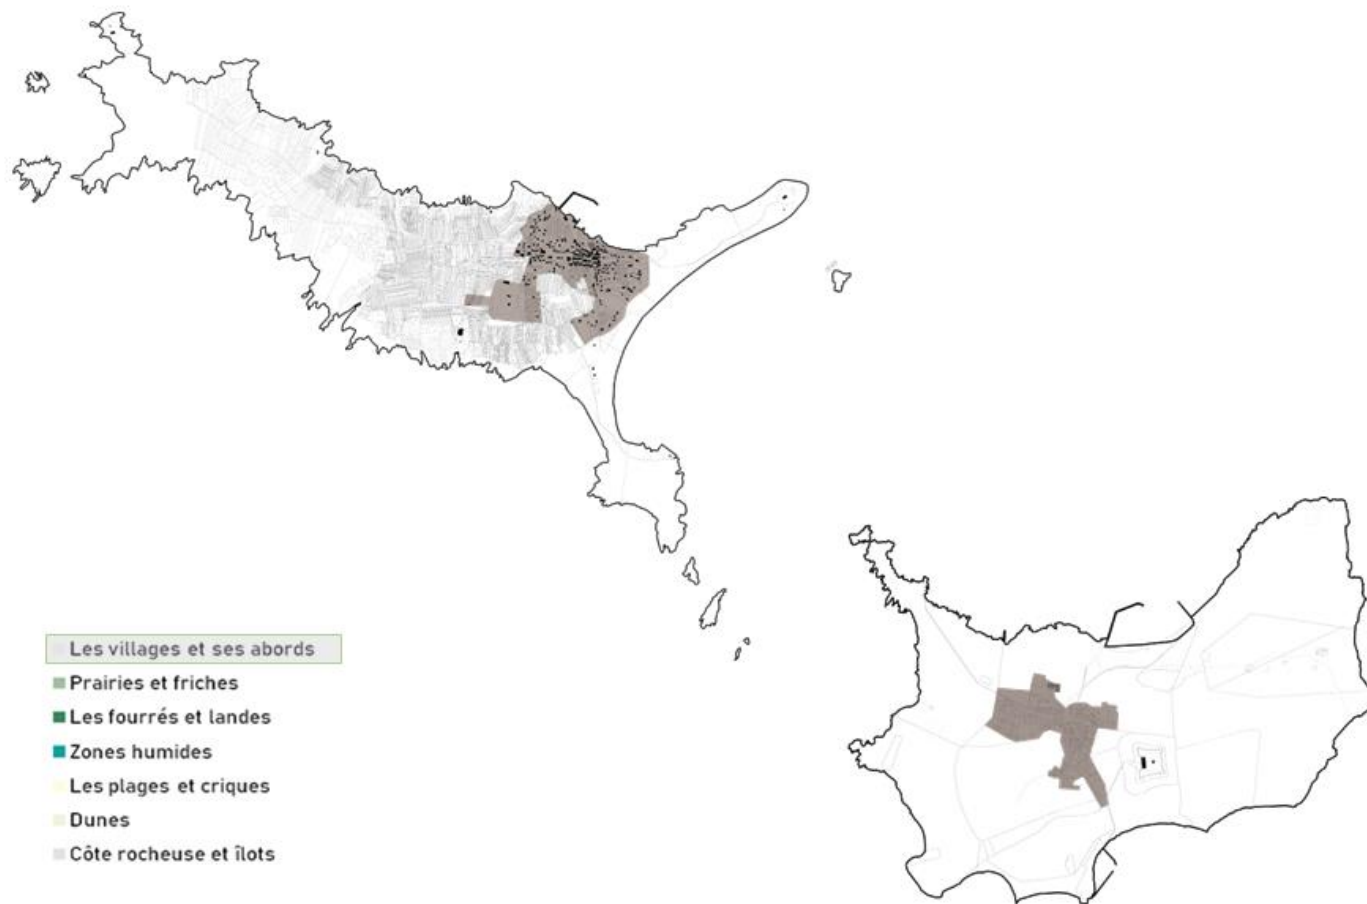 Les villages et ses abords
Prairies et friches
Les fourrés et landes
Zones humides
Les plages et criques
Dunes
Côte rocheuse et îlots